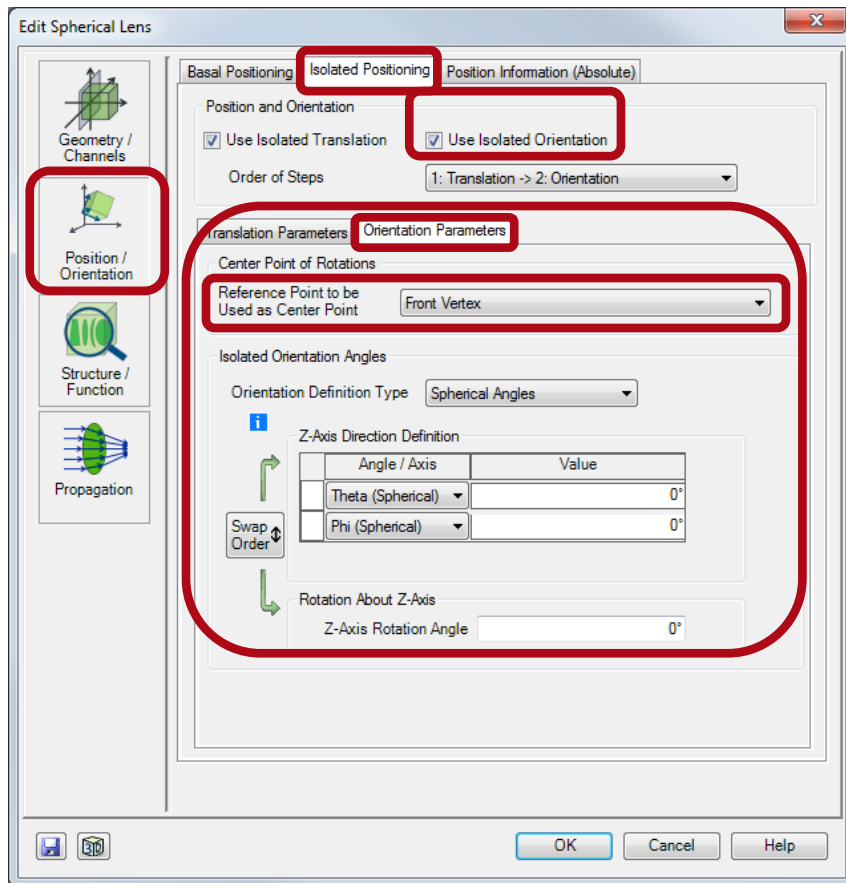 Edit Spherical Lens
Geometry /
Channels
Position /
Orientation
Structure /
Function
Propagation
Basal Positioning
Isolated Positioning
Position Information (Absolute)
Position and Orientation
Use Isolated Translation
Use Isolated Orientation
Order of Steps
1: Translation -> 2: Orientation
Translation Parameters
Orientation Parameters
Center Point of Rotations
Reference Point to be
Used as Center Point
Front Vertex
Isolated Orientation Angles
Orientation Definition Type
Spherical Angles
i
Z-Axis Direction Definition
Angle / Axis
Value
Theta (Spherical)
0°
Phi (Spherical)
0°
Swap
Order
Rotation About Z-Axis
Z-Axis Rotation Angle
0°
3D
OK
Cancel
Help